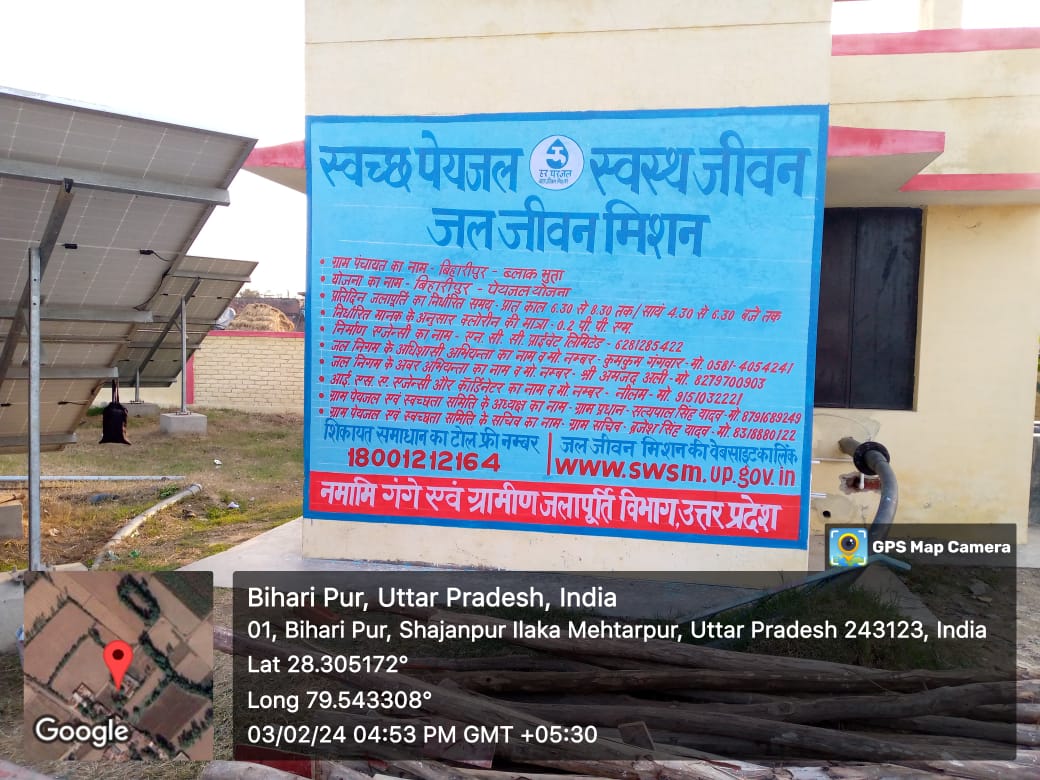 स्वच्छ पेयजल
हर घर जल
जल जीवन मिशन
स्वस्थ जीवन
जल जीवन मिशन
• ग्राम पंचायत का नाम - बिहारीपुर - ब्लाक भुता
• योजना का नाम - बिहारीपुर - पेयजल योजना
• प्रतिदिन जलापूर्ति का निर्धारित समय - प्रातः काल 6.30 से 8.30 तक / सायं 4.30 से 6.30 बजे तक
• निर्धारित मानक के अनुसार क्लोरीन की मात्रा - 0.2 पी. पी. एम.
• निर्माण एजेन्सी का नाम - एन. सी. सी. प्राईवेट लिमिटेड - 6281285422
• जल निगम के अधिशासी अभियन्ता का नाम व मो. नम्बर - कुमकुम गंगवार - मो. 0581-4054241
• जल निगम के अवर अभियन्ता का नाम व मो. नम्बर - श्री अमजद अली - मो. 8279700903
• आई. एस. ए. एजेन्सी और कोर्डिनेटर का नाम व मो. नम्बर - नीलम - मो.
• ग्राम पेयजल एवं स्वच्छता समिति के अध्यक्ष का नाम - ग्राम प्रधान - सत्यपाल सिंह यादव - मो. 8791689249
• ग्राम पेयजल एवं स्वच्छता समिति के सचिव का नाम - ग्राम सचिव - ब्रजेश सिंह यादव - मो. 8318680122
शिकायत समाधान का टोल फ्री नम्बर
18001212164
जल जीवन मिशन की वेबसाइट का लिंक
www.swsm.up.gov.in
नमामि गंगे एवं ग्रामीण जलापूर्ति विभाग, उत्तर प्रदेश
GPS Map Camera
Bihari Pur, Uttar Pradesh, India
01, Bihari Pur, Shajanpur Ilaka Mehtarpur, Uttar Pradesh 243123, India
Lat 28.305172°
Long 79.543308°
03/02/24 04:53 PM GMT +05:30
Google